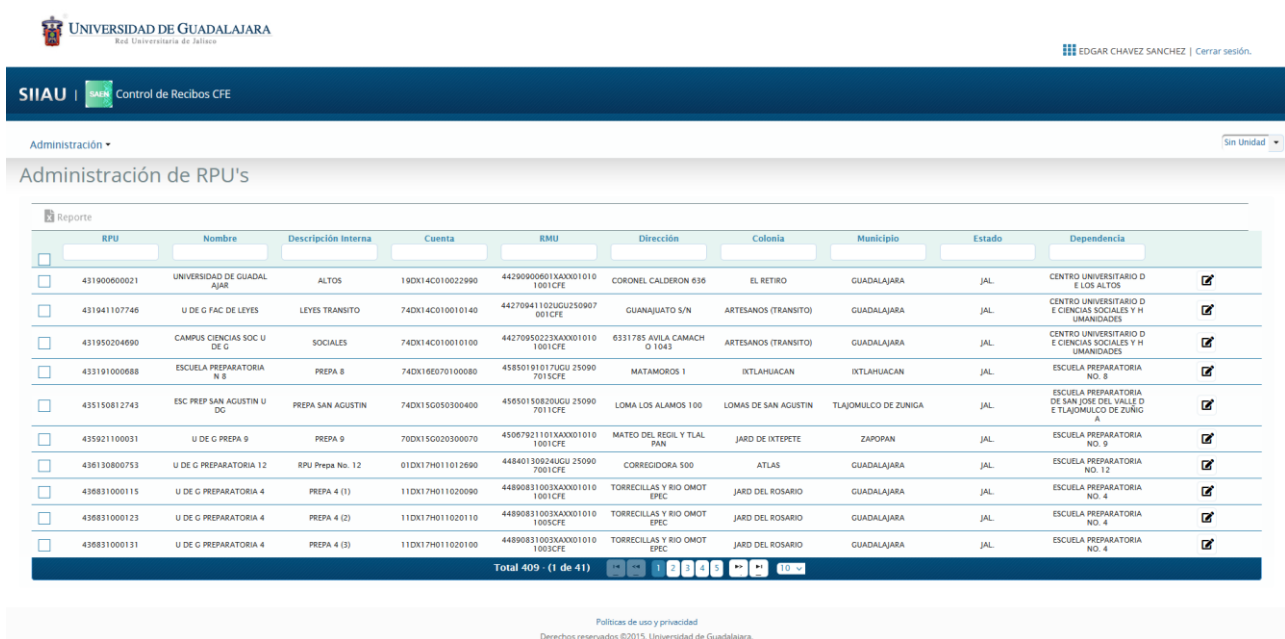 UNIVERSIDAD DE GUADALAJARA
Red Universitaria de Jalisco
EDGAR CHAVEZ SANCHEZ | Cerrar sesión.
SIIAU | SAEN Control de Recibos CFE
Administración
Sin Unidad
Administración de RPU's
Reporte
RPU Nombre Descripción Interna Cuenta RMU Dirección Colonia Municipio Estado Dependencia
431900600021 UNIVERSIDAD DE GUADAL
AJAR ALTOS 19DX14C010022990 44290900601XAXX01010
1001CFE CORONEL CALDERON 636 EL RETIRO GUADALAJARA JAL. CENTRO UNIVERSITARIO D
E LOS ALTOS
431941107746 U DE G FAC DE LEYES LEYES TRANSITO 74DX14C010010140 44270941102UGU250907
001CFE GUANAJUATO S/N ARTESANOS (TRANSITO) GUADALAJARA JAL. CENTRO UNIVERSITARIO D
E CIENCIAS SOCIALES Y H
UMANIDADES
431950204690 CAMPUS CIENCIAS SOC U
DE G SOCIALES 74DX14C010010100 44270950223XAXX01010
1001CFE 6331785 AVILA CAMACH
O 1043 ARTESANOS (TRANSITO) GUADALAJARA JAL. CENTRO UNIVERSITARIO D
E CIENCIAS SOCIALES Y H
UMANIDADES
433191000688 ESCUELA PREPARATORIA
N 8 PREPA 8 74DX16E070100080 45850191017UGU 25090
7015CFE MATAMOROS 1 IXTLAHUACAN IXTLAHUACAN JAL. ESCUELA PREPARATORIA
NO. 8
435150812743 ESC PREP SAN AGUSTIN U
DG PREPA SAN AGUSTIN 74DX15G050300400 45650150820UGU 25090
7011CFE LOMA LOS ALAMOS 100 LOMAS DE SAN AGUSTIN TLAJOMULCO DE ZUNIGA JAL. ESCUELA PREPARATORIA
DE SAN JOSE DEL VALLE D
E TLAJOMULCO DE ZUÑIG
A
435921100031 U DE G PREPA 9 PREPA 9 70DX15G020300070 45067921101XAXX01010
1001CFE MATEO DEL REGIL Y TLAL
PAN JARD DE IXTEPETE ZAPOPAN JAL. ESCUELA PREPARATORIA
NO. 9
436130800753 U DE G PREPARATORIA 12 RPU Prepa No. 12 01DX17H011012690 44840130924UGU 25090
7001CFE CORREGIDORA 500 ATLAS GUADALAJARA JAL. ESCUELA PREPARATORIA
NO. 12
436831000115 U DE G PREPARATORIA 4 PREPA 4 (1) 11DX17H011020090 44890831003XAXX01010
1001CFE TORRECILLAS Y RIO OMOT
EPEC JARD DEL ROSARIO GUADALAJARA JAL. ESCUELA PREPARATORIA
NO. 4
436831000123 U DE G PREPARATORIA 4 PREPA 4 (2) 11DX17H011020110 44890831003XAXX01010
1005CFE TORRECILLAS Y RIO OMOT
EPEC JARD DEL ROSARIO GUADALAJARA JAL. ESCUELA PREPARATORIA
NO. 4
436831000131 U DE G PREPARATORIA 4 PREPA 4 (3) 11DX17H011020100 44890831003XAXX01010
1003CFE TORRECILLAS Y RIO OMOT
EPEC JARD DEL ROSARIO GUADALAJARA JAL. ESCUELA PREPARATORIA
NO. 4
Total 409 - (1 de 41) 1 2 3 4 5 10
Políticas de uso y privacidad
Derechos reservados ©2015. Universidad de Guadalajara.